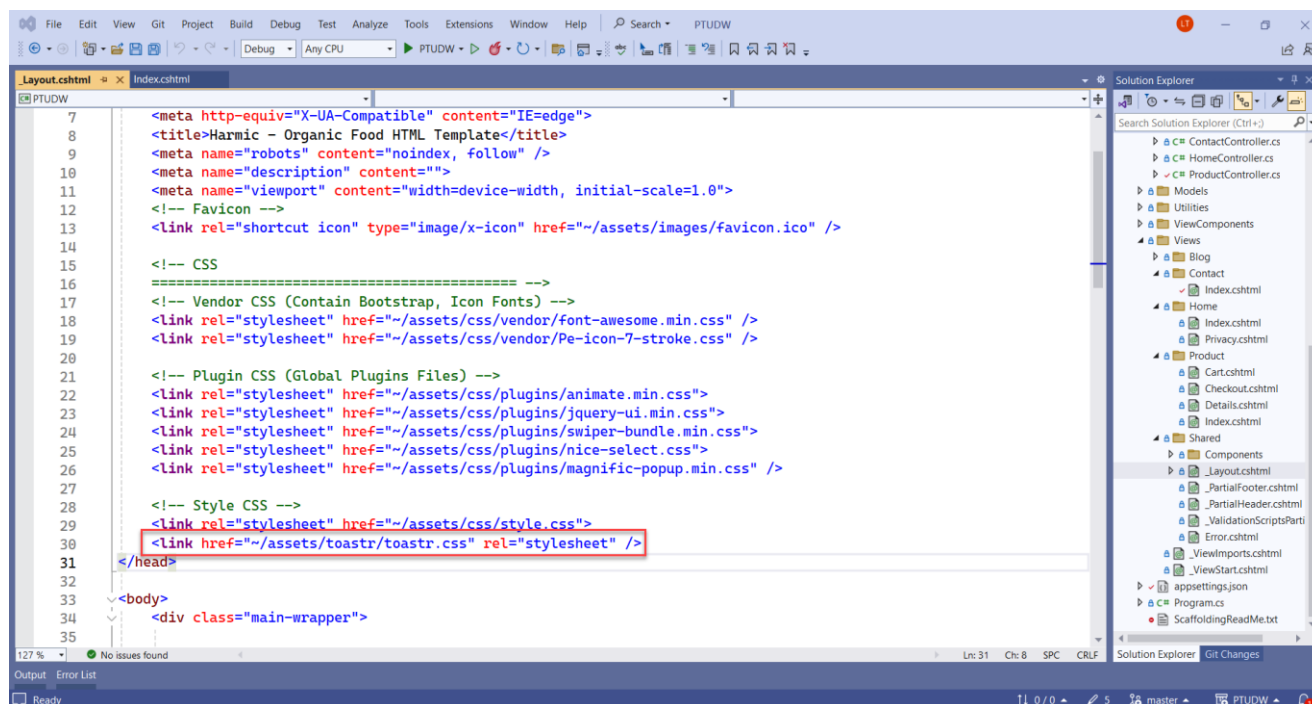 File Edit View Git Project Build Debug Test Analyze Tools Extensions Window Help Search PTUDW LT
Debug Any CPU PTUDW
_Layout.cshtml Index.cshtml
PTUDW
7 <meta http-equiv="X-UA-Compatible" content="IE=edge">
8 <title>Harmic - Organic Food HTML Template</title>
9 <meta name="robots" content="noindex, follow" />
10 <meta name="description" content="">
11 <meta name="viewport" content="width=device-width, initial-scale=1.0">
12 <!-- Favicon -->
13 <link rel="shortcut icon" type="image/x-icon" href="~/assets/images/favicon.ico" />
14
15 <!-- CSS
16 ============================================ -->
17 <!-- Vendor CSS (Contain Bootstrap, Icon Fonts) -->
18 <link rel="stylesheet" href="~/assets/css/vendor/font-awesome.min.css" />
19 <link rel="stylesheet" href="~/assets/css/vendor/Pe-icon-7-stroke.css" />
20
21 <!-- Plugin CSS (Global Plugins Files) -->
22 <link rel="stylesheet" href="~/assets/css/plugins/animate.min.css">
23 <link rel="stylesheet" href="~/assets/css/plugins/jquery-ui.min.css">
24 <link rel="stylesheet" href="~/assets/css/plugins/swiper-bundle.min.css">
25 <link rel="stylesheet" href="~/assets/css/plugins/nice-select.css">
26 <link rel="stylesheet" href="~/assets/css/plugins/magnific-popup.min.css" />
27
28 <!-- Style CSS -->
29 <link rel="stylesheet" href="~/assets/css/style.css">
30 <link href="~/assets/toastr/toastr.css" rel="stylesheet" />
31 </head>
32
33 <body>
34 <div class="main-wrapper">
35
127 % No issues found Ln: 31 Ch: 8 SPC CRLF
Solution Explorer
Search Solution Explorer (Ctrl+;)
C# ContactController.cs
C# HomeController.cs
C# ProductController.cs
Models
Utilities
ViewComponents
Views
Blog
Contact
Index.cshtml
Home
Index.cshtml
Privacy.cshtml
Product
Cart.cshtml
Checkout.cshtml
Details.cshtml
Index.cshtml
Shared
Components
_Layout.cshtml
_PartialFooter.cshtml
_PartialHeader.cshtml
_ValidationScriptsParti
Error.cshtml
_ViewImports.cshtml
_ViewStart.cshtml
appsettings.json
C# Program.cs
ScaffoldingReadMe.txt
Solution Explorer Git Changes
Output Error List
Ready 0 / 0 5 master PTUDW